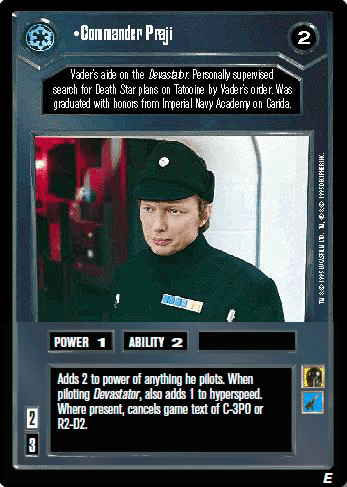 •Commander Praji
2
Vader's aide on the Devastator. Personally supervised
search for Death Star plans on Tatooine by Vader's order. Was
graduated with honors from Imperial Navy Academy on Carida.
POWER 1
ABILITY 2
Adds 2 to power of anything he pilots. When
piloting Devastator, also adds 1 to hyperspeed.
Where present, cancels game text of C-3PO or
R2-D2.
2
3
E